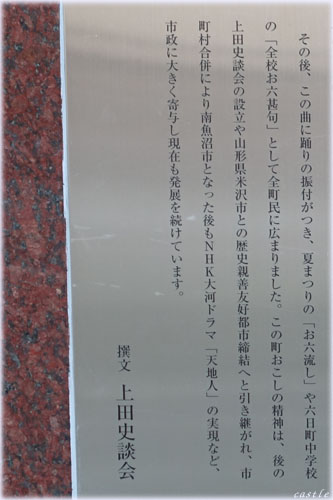 その後、この曲に踊りの振付がつき、夏まつりの「お六流し」や六日町中学校
の「全校お六甚句」として全町民に広まりました。この町おこしの精神は、後の
上田史談会の設立や山形県米沢市との歴史親善友好都市締結へと引き継がれ、市
町村合併により南魚沼市となった後もNHK大河ドラマ「天地人」の実現など、
市政に大きく寄与し現在も発展を続けています。
撰文 上田史談会
castle